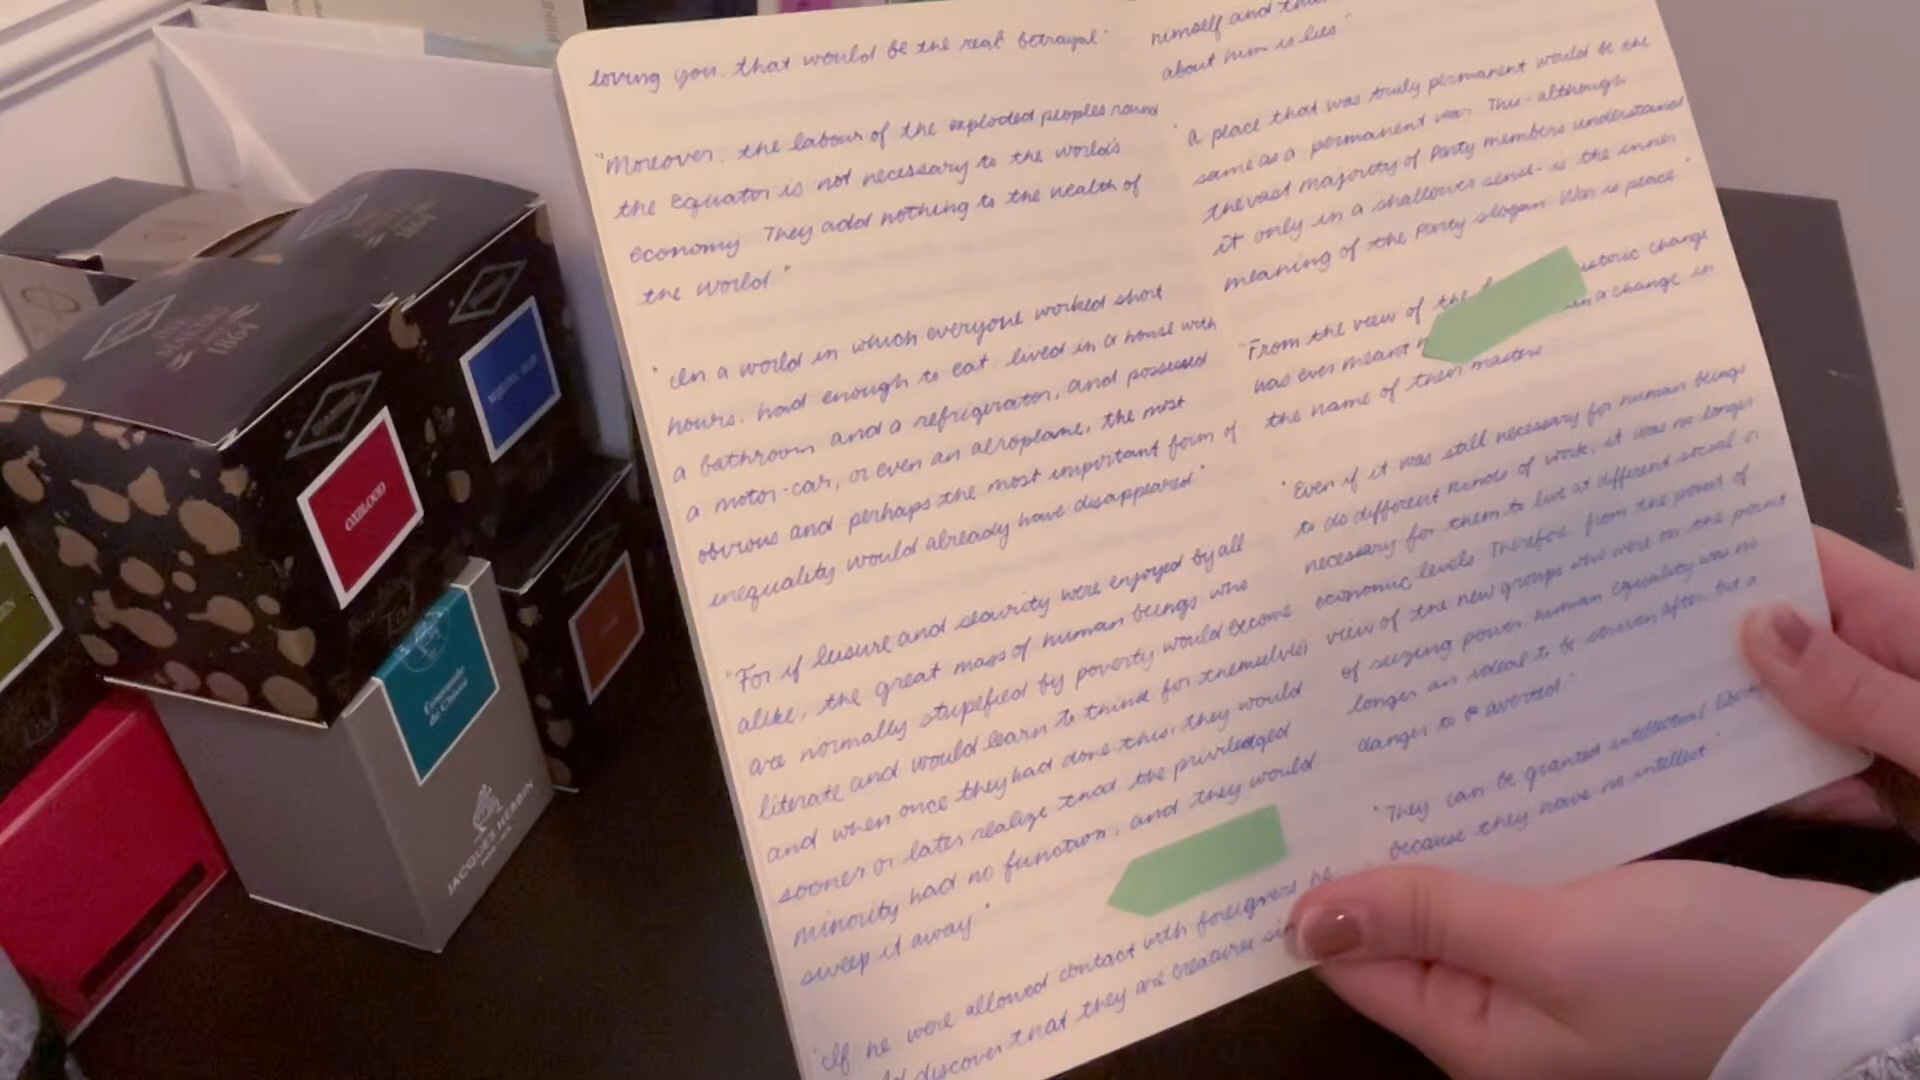 loving you. that would be the real betrayal"
"Moreover, the labour of the exploded peoples round
the Equator is not necessary to the world's
economy. They add nothing to the wealth of
the world"
"In a world in which everyone worked short
hours, had enough to eat, lived in a house with
a bathroom and a refrigerator, and possessed
a motor-car, or even an aeroplane, the most
obvious and perhaps the most important form of
inequality would already have disappeared"
"For if leisure and security were enjoyed by all
alike, the great mass of human beings who
are normally stupefied by poverty would become
literate and would learn to think for themselves;
and when once they had done this, they would
sooner or later realize that the priviledged
minority had no function, and they would
sweep it away."
"If he were allowed contact with foreigners he
discover that they are creatures
himself and
about him is lies"
"A place that was truly permanent would be the
same as a permanent war. This - although
the vast majority of Party members understand
it only in a shallower sense - is the inner
meaning of the Party slogan: War is peace."
"From the view of the historic change
was ever meant a change in
the name of their masters"
"Even if it was still necessary for human beings
to do different kinds of work, it was no longer
necessary for them to live at different social or
economic levels. Therefore, from the point of
view of the new groups who were on the point
of seizing power, human equality was no
longer an ideal to be striven after, but a
danger to be averted."
"They can be granted intellectual liberty
because they have no intellect"
OXBLOOD
1864
1864
Emeraude
de Chivor
JACQUES HERBIN